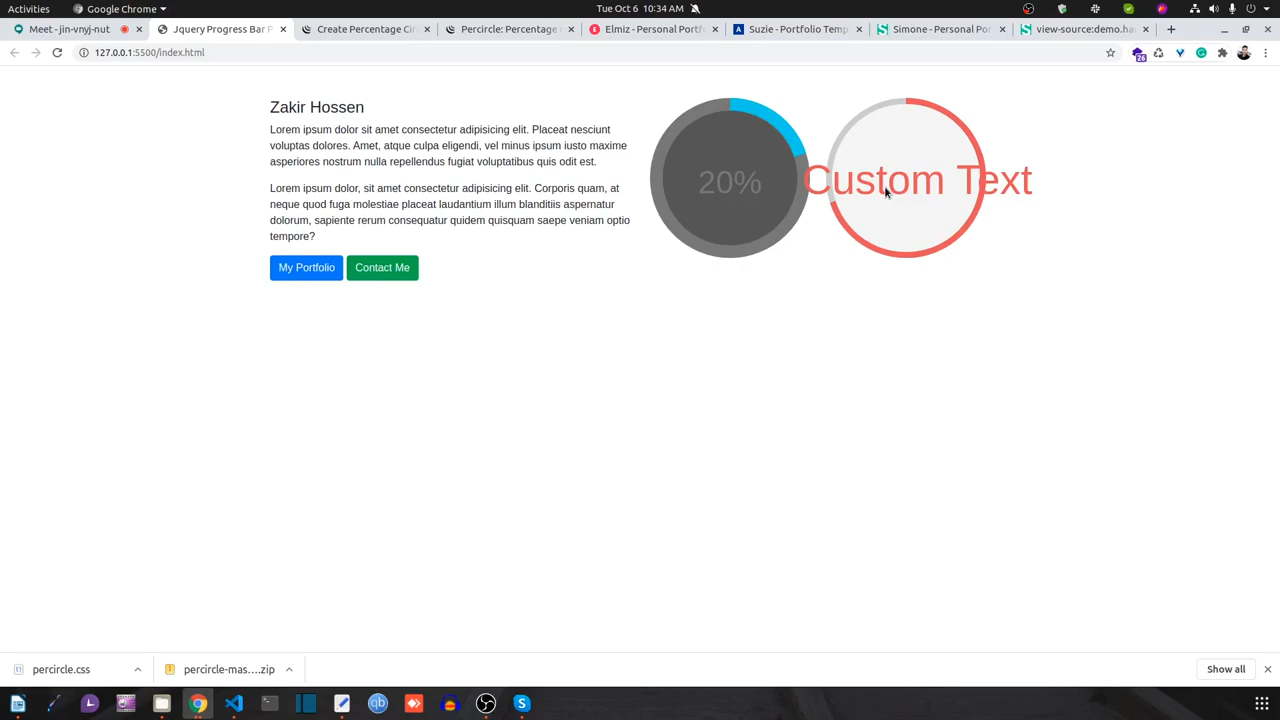 Activities
Google Chrome
Tue Oct 6 10:34 AM
Meet - jin-vnyj-nut
Jquery Progress Bar P
Create Percentage Cir
Percircle: Percentage
Elmiz - Personal Portf
Suzie - Portfolio Temp
Simone - Personal Por
view-source:demo.ha
127.0.0.1:5500/index.html
26
Zakir Hossen
Lorem ipsum dolor sit amet consectetur adipisicing elit. Placeat nesciunt
voluptas dolores. Amet, atque culpa eligendi, vel minus ipsum iusto maxime
asperiores nostrum nulla repellendus fugiat voluptatibus quis odit est.
Lorem ipsum dolor, sit amet consectetur adipisicing elit. Corporis quam, at
neque quod fuga molestiae placeat laudantium illum blanditiis aspernatur
dolorum, sapiente rerum consequatur quidem quisquam saepe veniam optio
tempore?
My Portfolio
Contact Me
20%
Custom Text
percircle.css
percircle-mas....zip
Show all